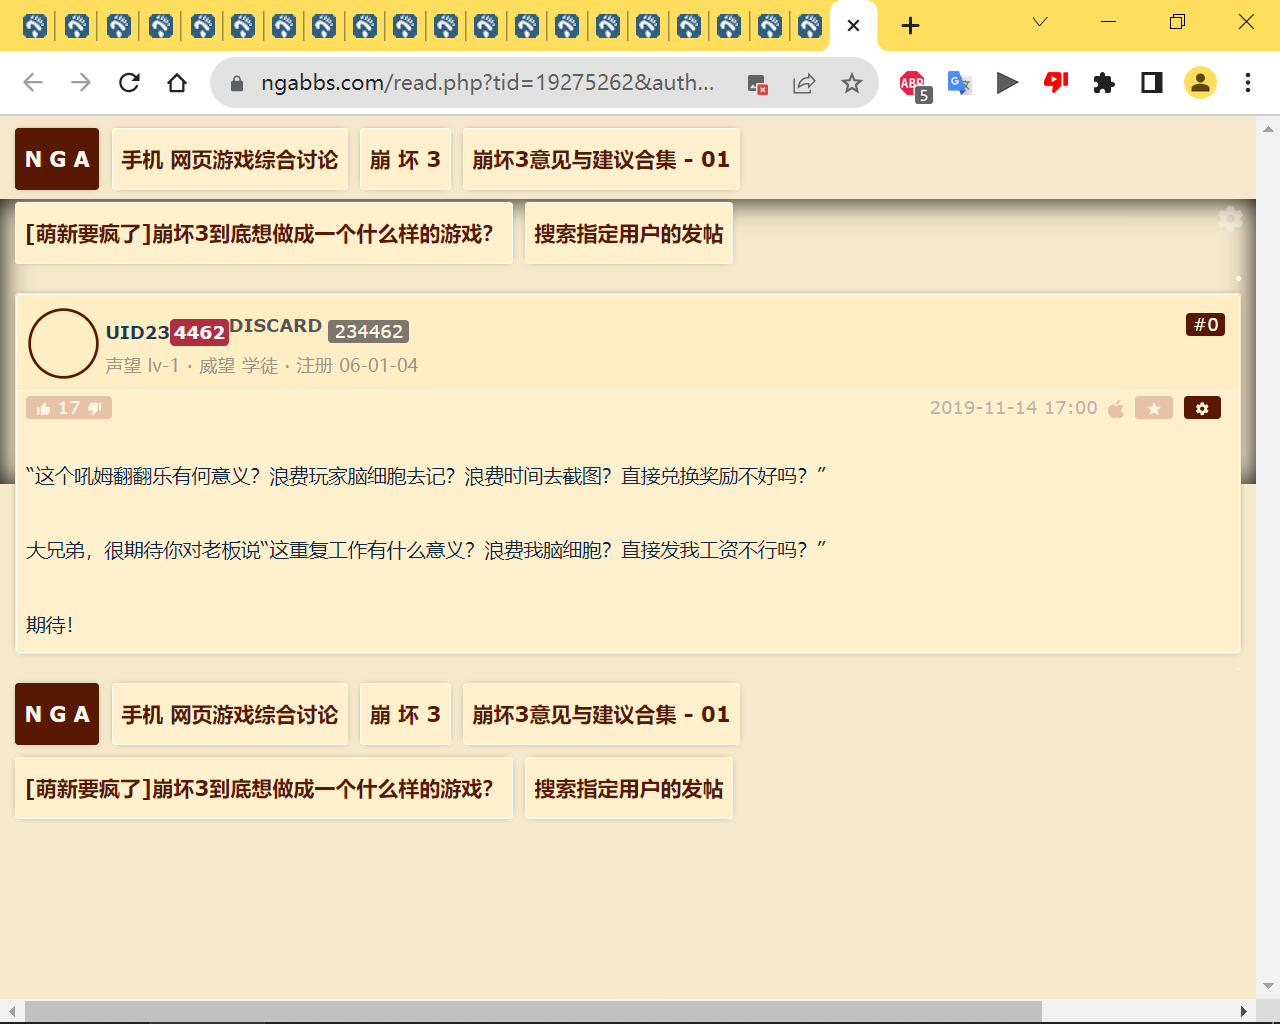 ngabbs.com/read.php?tid=19275262&auth...
ABP 5
NGA 手机 网页游戏综合讨论 崩 坏 3 崩坏3意见与建议合集 - 01
[萌新要疯了]崩坏3到底想做成一个什么样的游戏？ 搜索指定用户的发帖
UID234462 DISCARD 234462 #0
声望 lv-1 · 威望 学徒 · 注册 06-01-04
17 2019-11-14 17:00
“这个吼姆翻翻乐有何意义？浪费玩家脑细胞去记？浪费时间去截图？直接兑换奖励不好吗？”
大兄弟，很期待你对老板说“这重复工作有什么意义？浪费我脑细胞？直接发我工资不行吗？”
期待！
NGA 手机 网页游戏综合讨论 崩 坏 3 崩坏3意见与建议合集 - 01
[萌新要疯了]崩坏3到底想做成一个什么样的游戏？ 搜索指定用户的发帖